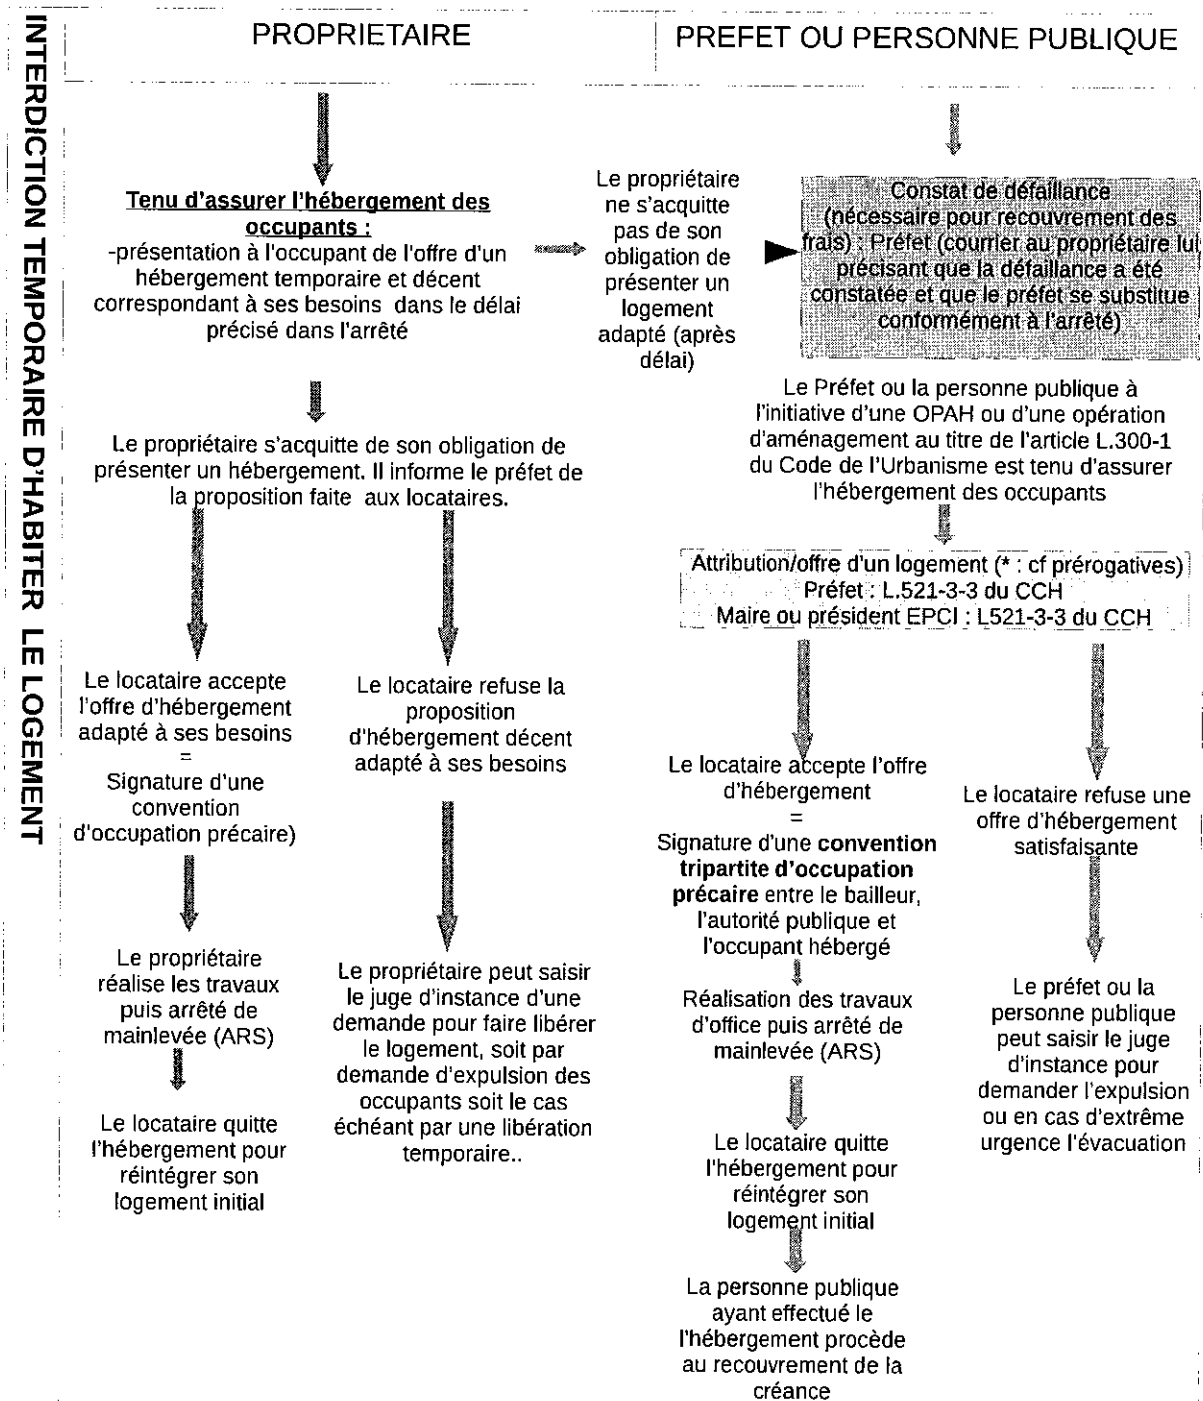 INTERDICTION TEMPORAIRE D'HABITER LE LOGEMENT
PROPRIETAIRE
PREFET OU PERSONNE PUBLIQUE
Tenu d'assurer l'hébergement des
occupants :
-présentation à l'occupant de l'offre d'un
hébergement temporaire et décent
correspondant à ses besoins dans le délai
précisé dans l'arrêté
Le propriétaire
ne s'acquitte
pas de son
obligation de
présenter un
logement
adapté (après
délai)
Constat de défaillance
(nécessaire pour recouvrement des
frais) : Préfet (courrier au propriétaire lui
précisant que la défaillance a été
constatée et que le préfet se substitue
conformément à l'arrêté)
Le propriétaire s'acquitte de son obligation de
présenter un hébergement. Il informe le préfet de
la proposition faite aux locataires.
Le Préfet ou la personne publique à
l'initiative d'une OPAH ou d'une opération
d'aménagement au titre de l'article L.300-1
du Code de l'Urbanisme est tenu d'assurer
l'hébergement des occupants
Attribution/offre d'un logement (* : cf prérogatives)
Préfet : L.521-3-3 du CCH
Maire ou président EPCI : L521-3-3 du CCH
Le locataire accepte
l'offre d'hébergement
adapté à ses besoins
=
Signature d'une
convention
d'occupation précaire)
Le locataire refuse la
proposition
d'hébergement décent
adapté à ses besoins
Le locataire accepte l'offre
d'hébergement
=
Signature d'une convention
tripartite d'occupation
précaire entre le bailleur,
l'autorité publique et
l'occupant hébergé
Le locataire refuse une
offre d'hébergement
satisfaisante
Le propriétaire
réalise les travaux
puis arrêté de
mainlevée (ARS)
Le propriétaire peut saisir
le juge d'instance d'une
demande pour faire libérer
le logement, soit par
demande d'expulsion des
occupants soit le cas
échéant par une libération
temporaire..
Réalisation des travaux
d'office puis arrêté de
mainlevée (ARS)
Le préfet ou la
personne publique
peut saisir le juge
d'instance pour
demander l'expulsion
ou en cas d'extrême
urgence l'évacuation
Le locataire quitte
l'hébergement pour
réintégrer son
logement initial
Le locataire quitte
l'hébergement pour
réintégrer son
logement initial
La personne publique
ayant effectué le
l'hébergement procède
au recouvrement de la
créance